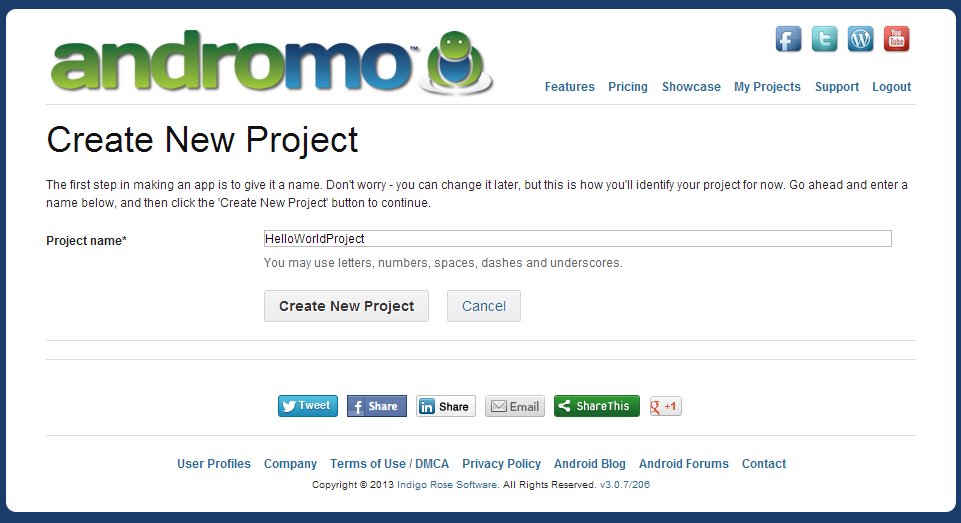 andromo™
f t W You Tube
Features Pricing Showcase My Projects Support Logout
Create New Project
The first step in making an app is to give it a name. Don't worry - you can change it later, but this is how you'll identify your project for now. Go ahead and enter a
name below, and then click the 'Create New Project' button to continue.
Project name* HelloWorldProject
You may use letters, numbers, spaces, dashes and underscores.
Create New Project Cancel
Tweet f Share in Share Email ShareThis g +1
User Profiles Company Terms of Use / DMCA Privacy Policy Android Blog Android Forums Contact
Copyright © 2013 Indigo Rose Software. All Rights Reserved. v3.0.7/206